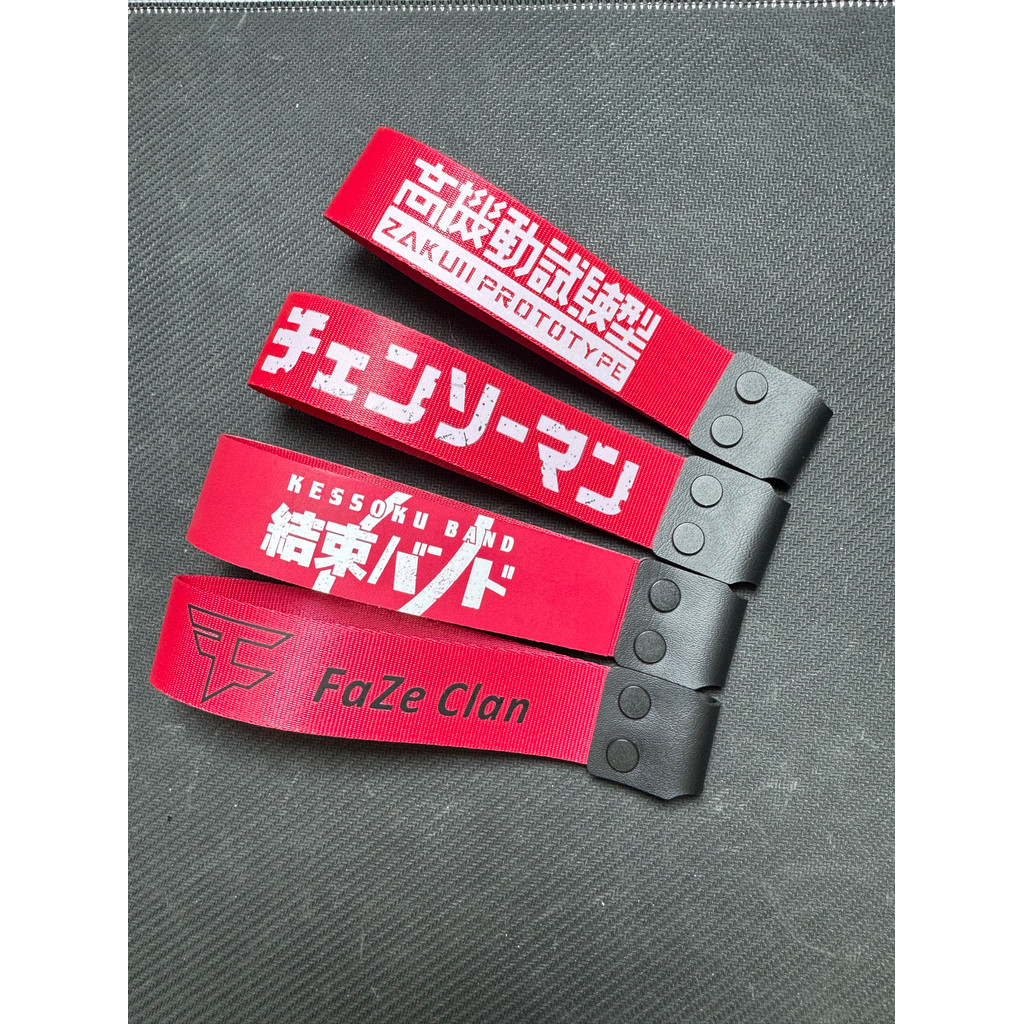 高機動試験型
ZAKUII PROTOTYPE
チェンソーマン
KESSOKU BAND
結束バンド
FaZe Clan